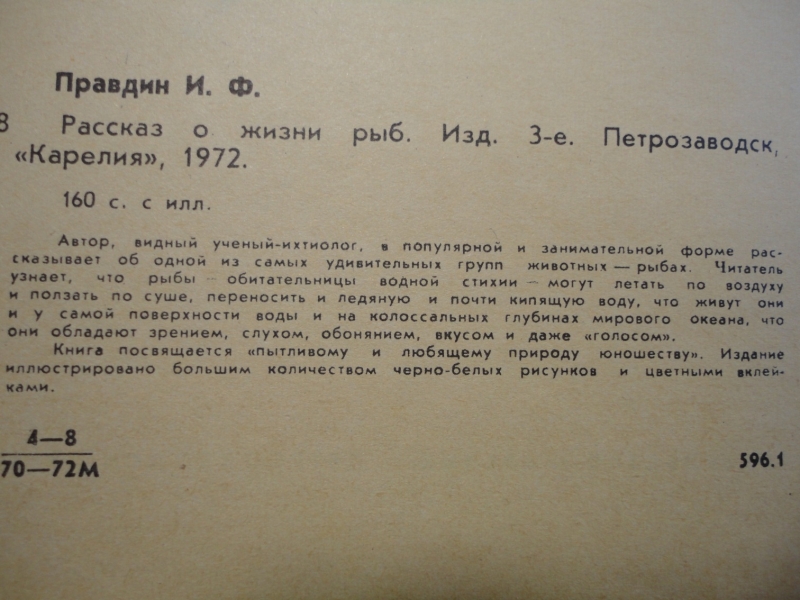 Правдин И. Ф.
8 Рассказ о жизни рыб. Изд. 3-е. Петрозаводск,
«Карелия», 1972.
160 с. с илл.
Автор, видный ученый-ихтиолог, в популярной и занимательной форме рас-
сказывает об одной из самых удивительных групп животных — рыбах. Читатель
узнает, что рыбы — обитательницы водной стихии — могут летать по воздуху
и ползать по суше, переносить и ледяную и почти кипящую воду, что живут они
и у самой поверхности воды и на колоссальных глубинах мирового океана, что
они обладают зрением, слухом, обонянием, вкусом и даже «голосом».
Книга посвящается «пытливому и любящему природу юношеству». Издание
иллюстрировано большим количеством черно-белых рисунков и цветными вклей-
ками.
4—8
70—72М
596.1